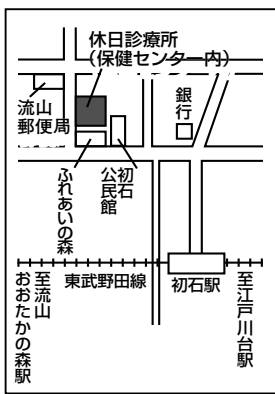 休日診療所
(保健センター内)
流山
郵便局
銀行
初石
公民館
ふれあいの森
東武野田線
初石駅
至流山
おおたかの森駅
至江戸川台駅